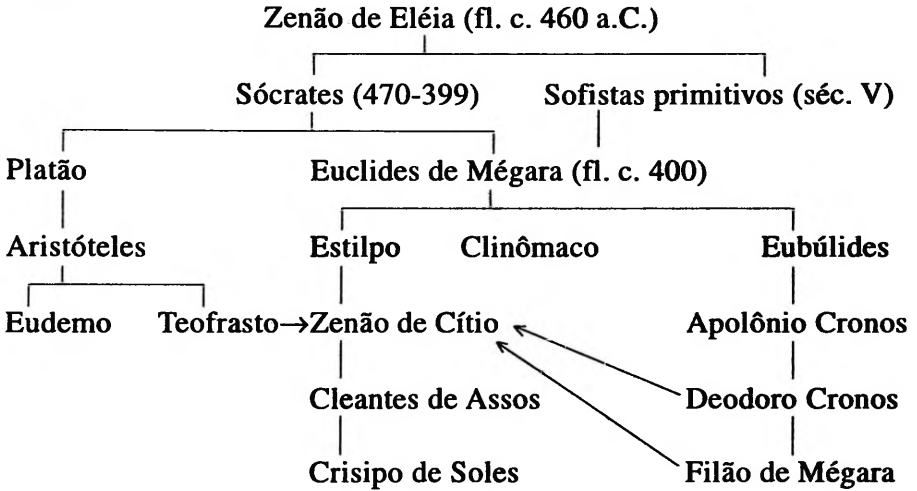 Zenão de Eléia (fl. c. 460 a.C.)
Sócrates (470-399) Sofistas primitivos (séc. V)
Platão Euclides de Mégara (fl. c. 400)
Aristóteles Estilpo Clinômaco Eubúlides
Eudemo Teofrasto→Zenão de Cítio Apolônio Cronos
Cleantes de Assos Deodoro Cronos
Crisipo de Soles Filão de Mégara